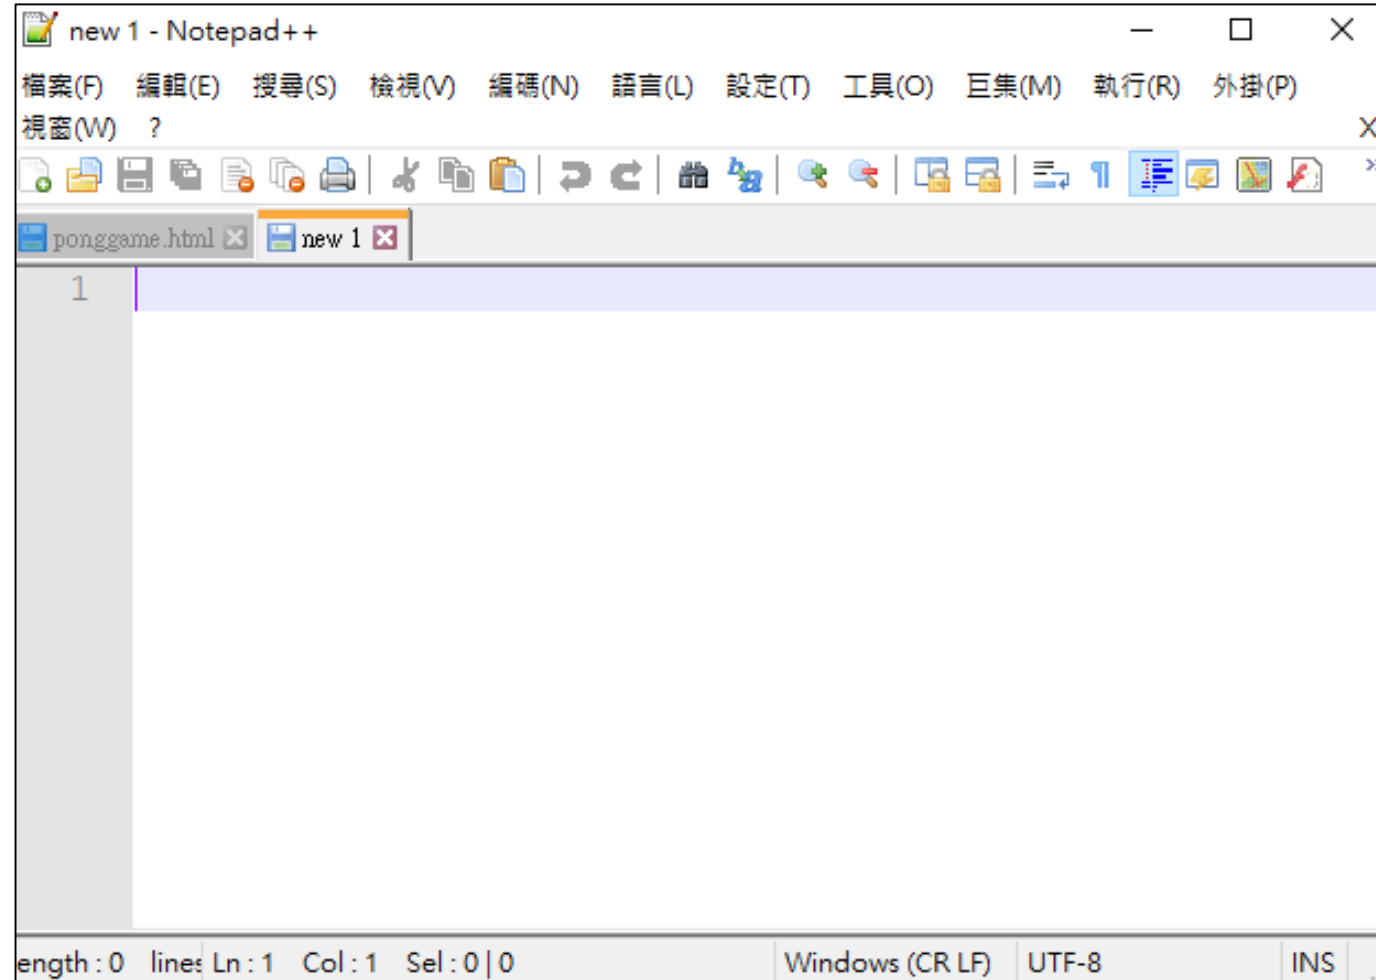 new 1 - Notepad++
檔案(F) 編輯(E) 搜尋(S) 檢視(V) 編碼(N) 語言(L) 設定(T) 工具(O) 巨集(M) 執行(R) 外掛(P)
視窗(W) ? X
ponggame.html new 1
1
ength : 0 lines Ln : 1 Col : 1 Sel : 0 | 0 Windows (CR LF) UTF-8 INS